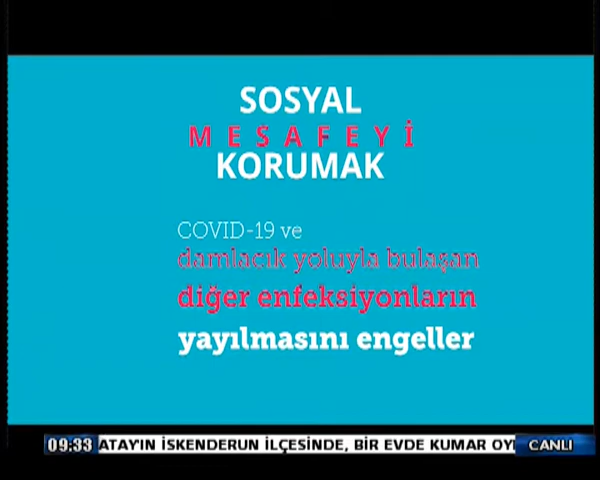 SOSYAL
MESAFEYİ
KORUMAK
COVID-19 ve
damlacık yoluyla bulaşan
diğer enfeksiyonların
yayılmasını engeller
09:33 ATAY'IN İSKENDERUN İLÇESİNDE, BİR EVDE KUMAR OY CANLI